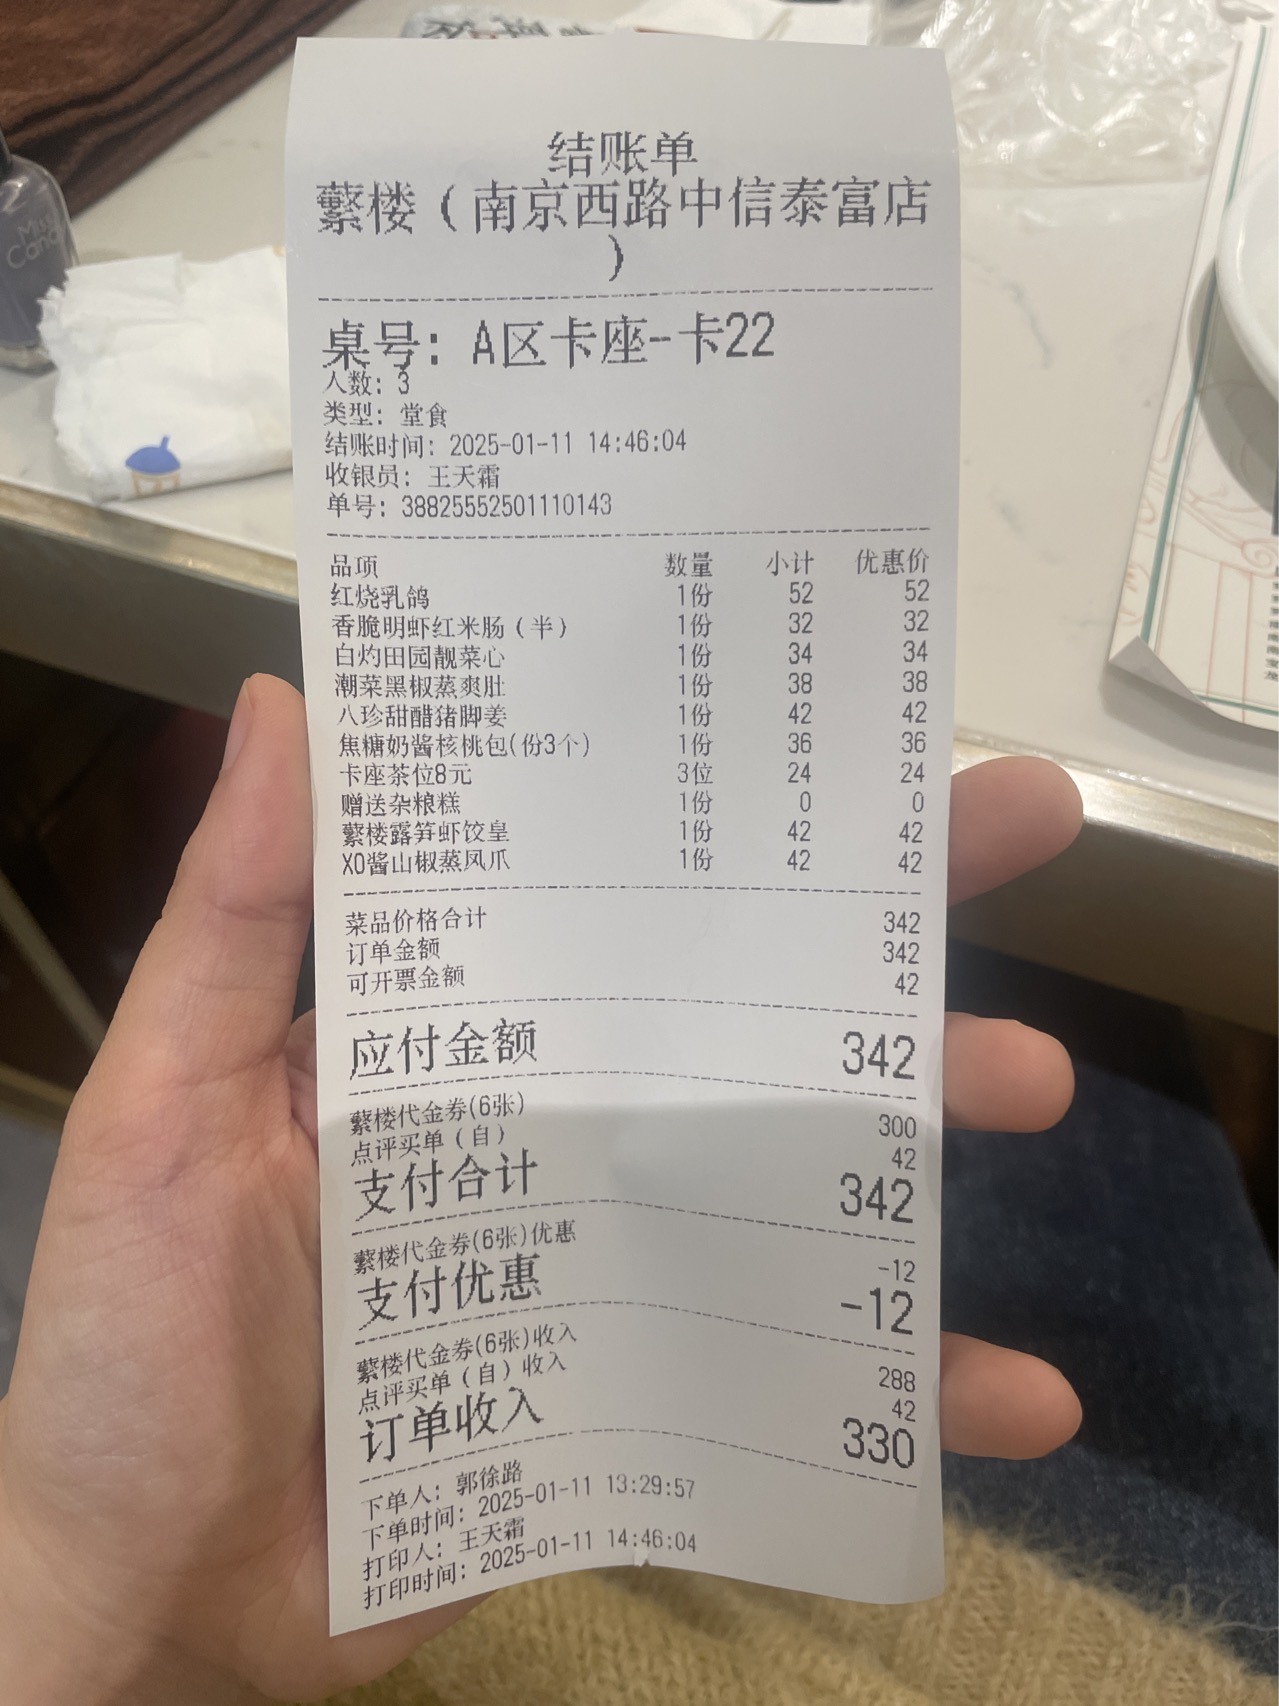 Miss
Candy
结账单
蘩楼（南京西路中信泰富店
）
桌号：A区卡座-卡22
人数：3
类型：堂食
结账时间：2025-01-11 14:46:04
收银员：王天霜
单号：38825555250111​0143
品项 数量 小计 优惠价
红烧乳鸽 1份 52 52
香脆明虾红米肠（半） 1份 32 32
白灼田园靓菜心 1份 34 34
潮菜黑椒蒸爽肚 1份 38 38
八珍甜醋猪脚姜 1份 42 42
焦糖奶酱核桃包(份3个) 1份 36 36
卡座茶位8元 3位 24 24
赠送杂粮糕 1份 0 0
蘩楼露笋虾饺皇 1份 42 42
XO酱山椒蒸凤爪 1份 42 42
菜品价格合计 342
订单金额 342
可开票金额 42
应付金额 342
蘩楼代金券(6张) 300
点评买单（自） 42
支付合计 342
蘩楼代金券(6张)优惠 -12
支付优惠 -12
蘩楼代金券(6张)收入 288
点评买单（自）收入 42
订单收入 330
下单人：郭徐路
下单时间：2025-01-11 13:29:57
打印人：王天霜
打印时间：2025-01-11 14:46:04